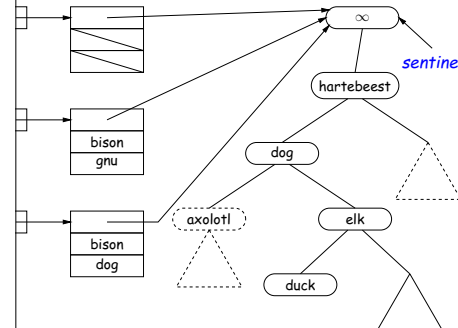 ∞
sentine
hartebeest
bison
gnu
dog
axolotl
elk
bison
dog
duck